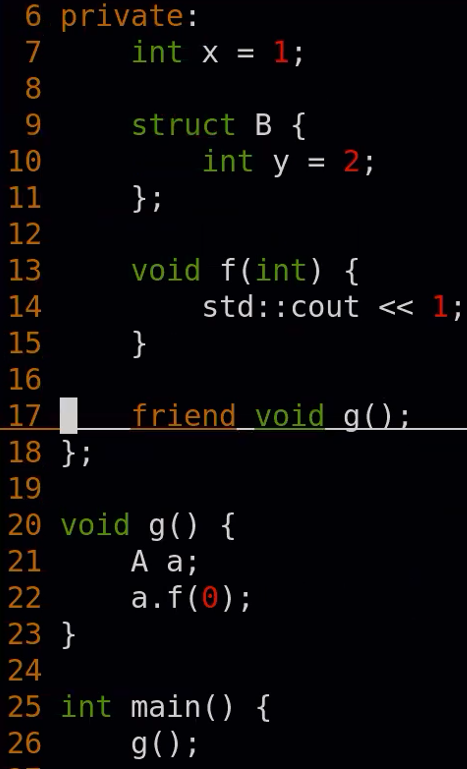 6 private:
7     int x = 1;
8
9     struct B {
10         int y = 2;
11     };
12
13     void f(int) {
14         std::cout << 1;
15     }
16
17     friend void g();
18 };
19
20 void g() {
21     A a;
22     a.f(0);
23 }
24
25 int main() {
26     g();